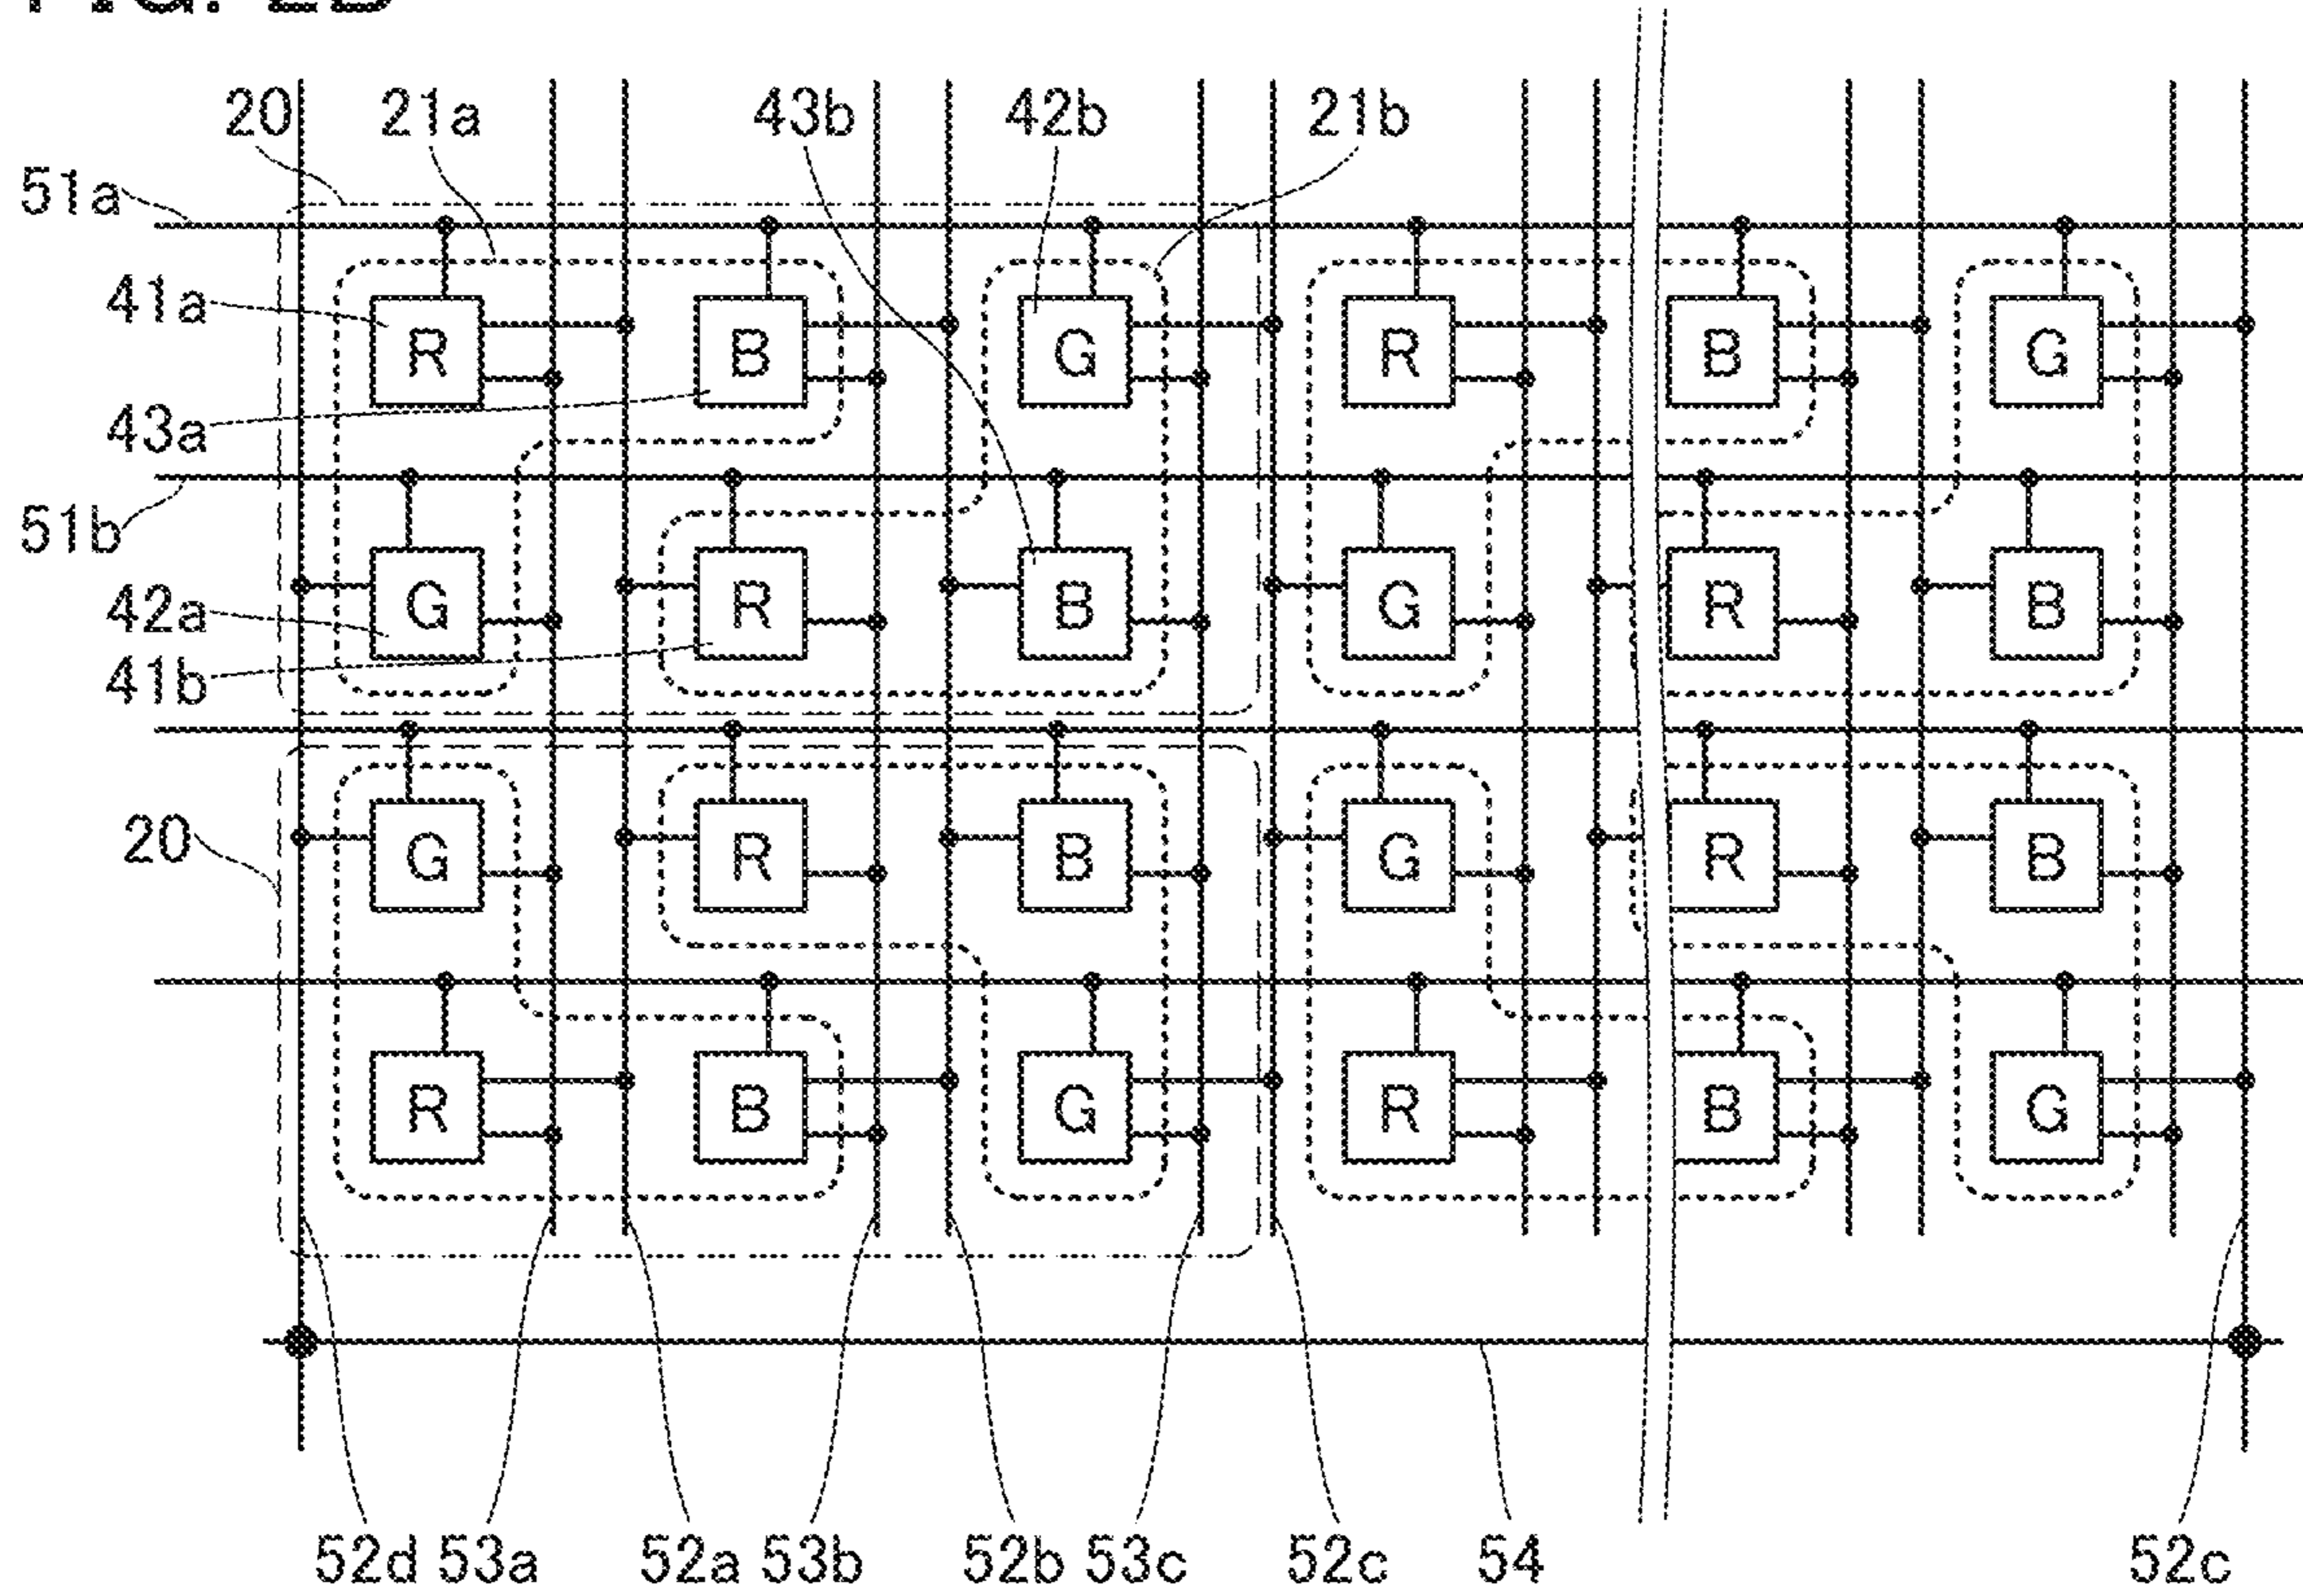 20 21a 43b 42b 21b
51a
41a R B G R B G
43a
51b
42a G R B G R B
41b
20 G R B G R B
R B G R B G
52d 53a 52a 53b 52b 53c 52c 54 52c